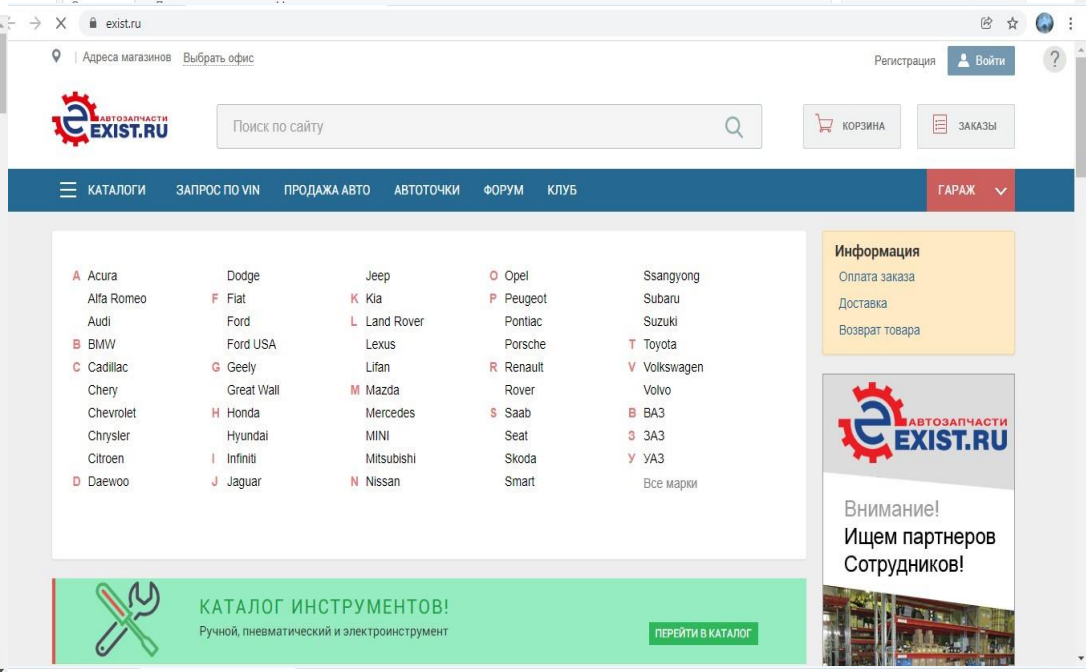 exist.ru
Адреса магазинов Выбрать офис
Регистрация Войти ?
АВТОЗАПЧАСТИ
EXIST.RU
Поиск по сайту
КОРЗИНА
ЗАКАЗЫ
КАТАЛОГИ ЗАПРОС ПО VIN ПРОДАЖА АВТО АВТОТОЧКИ ФОРУМ КЛУБ ГАРАЖ
A Acura
Alfa Romeo
Audi
B BMW
C Cadillac
Chery
Chevrolet
Chrysler
Citroen
D Daewoo
Dodge
F Fiat
Ford
Ford USA
G Geely
Great Wall
H Honda
Hyundai
I Infiniti
J Jaguar
Jeep
K Kia
L Land Rover
Lexus
Lifan
M Mazda
Mercedes
MINI
Mitsubishi
N Nissan
O Opel
P Peugeot
Pontiac
Porsche
R Renault
Rover
S Saab
Seat
Skoda
Smart
Ssangyong
Subaru
Suzuki
T Toyota
V Volkswagen
Volvo
В ВАЗ
З ЗАЗ
У УАЗ
Все марки
Информация
Оплата заказа
Доставка
Возврат товара
АВТОЗАПЧАСТИ
EXIST.RU
Внимание!
Ищем партнеров
Сотрудников!
КАТАЛОГ ИНСТРУМЕНТОВ!
Ручной, пневматический и электроинструмент
ПЕРЕЙТИ В КАТАЛОГ